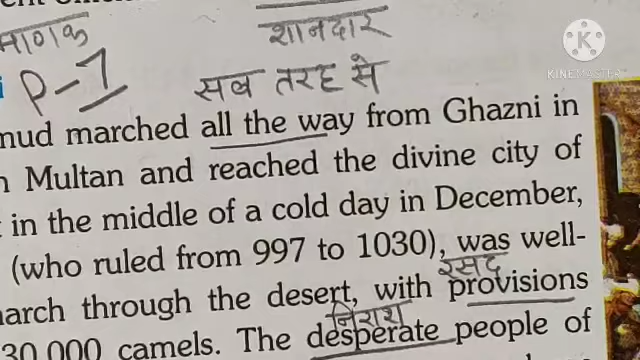 शानदार
P-1 सब तरह से
mud marched all the way from Ghazni in
Multan and reached the divine city of
in the middle of a cold day in December,
(who ruled from 997 to 1030), was well-
रसद
arch through the desert, with provisions
निराश
30,000 camels. The desperate people of
KINEMASTER